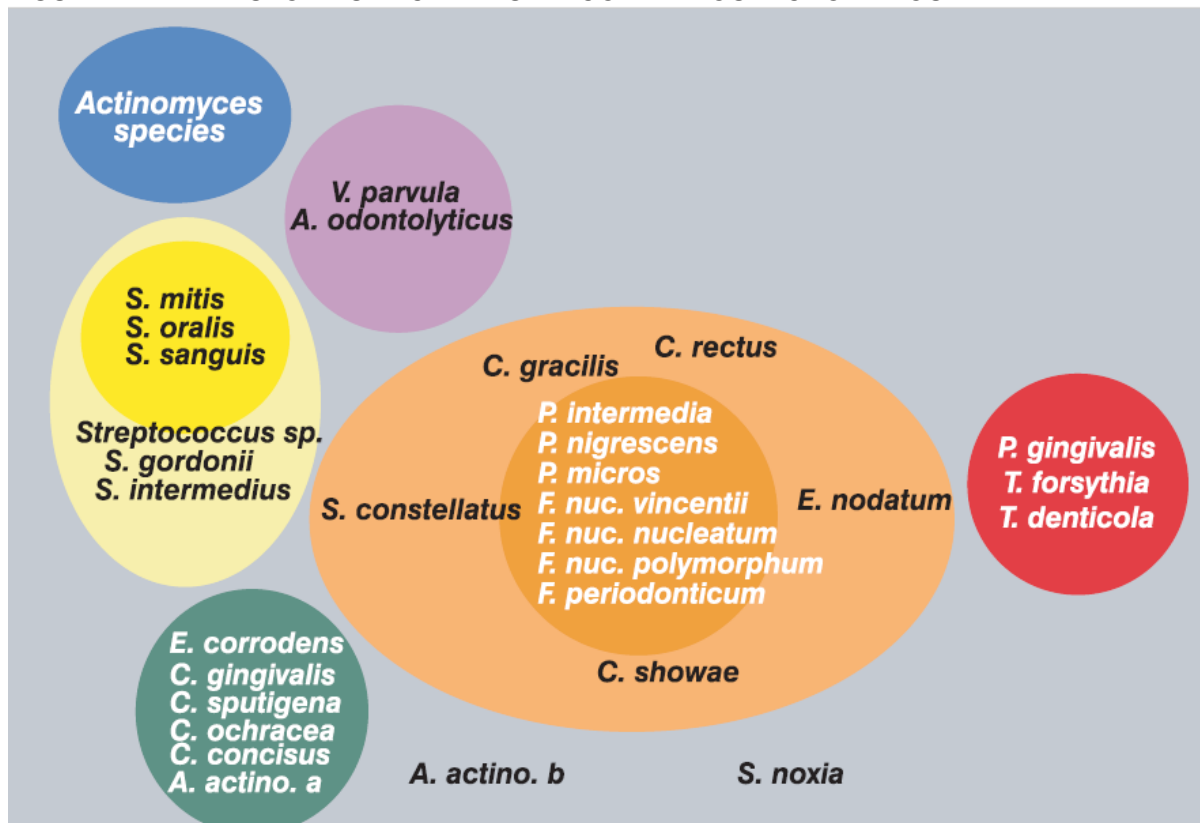 Actinomyces
species
V. parvula
A. odontolyticus
S. mitis
S. oralis
S. sanguis
Streptococcus sp.
S. gordonii
S. intermedius
C. gracilis
C. rectus
P. intermedia
P. nigrescens
P. micros
F. nuc. vincentii
F. nuc. nucleatum
F. nuc. polymorphum
F. periodonticum
S. constellatus
E. nodatum
C. showae
P. gingivalis
T. forsythia
T. denticola
E. corrodens
C. gingivalis
C. sputigena
C. ochracea
C. concisus
A. actino. a
A. actino. b
S. noxia